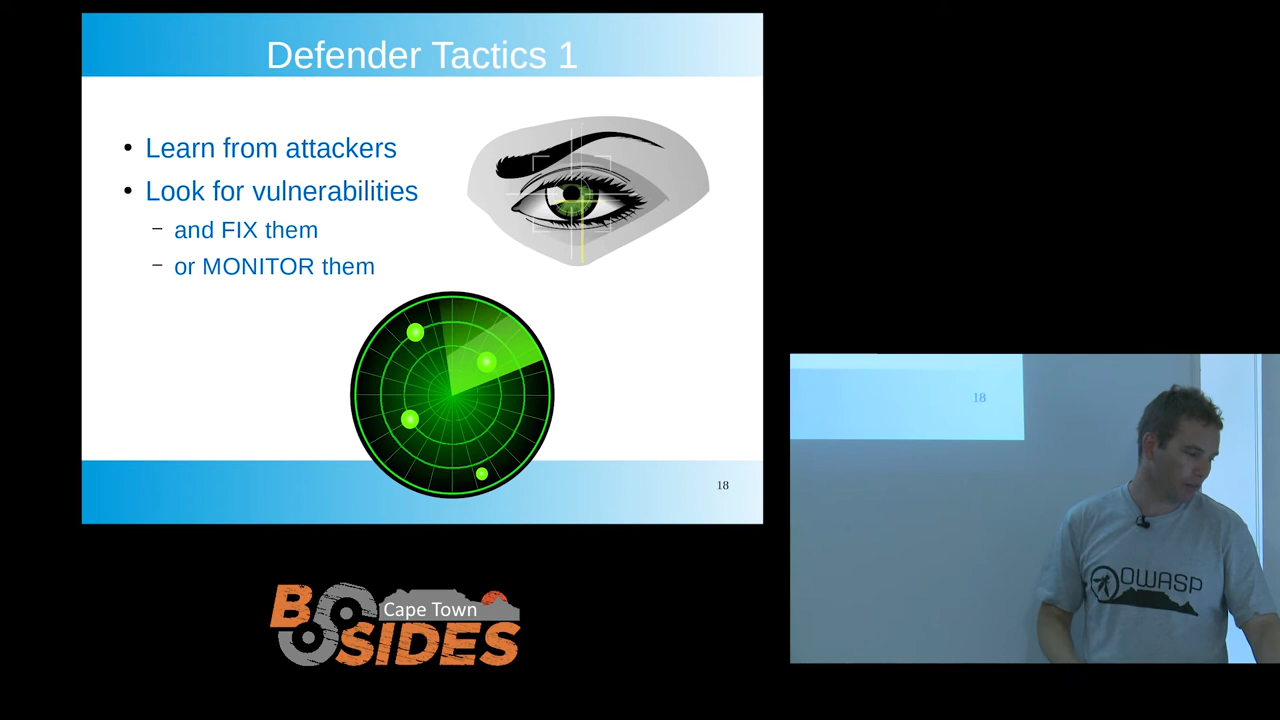 Defender Tactics 1
• Learn from attackers
• Look for vulnerabilities
– and FIX them
– or MONITOR them
18
18
OWASP
B
Cape Town
SIDES